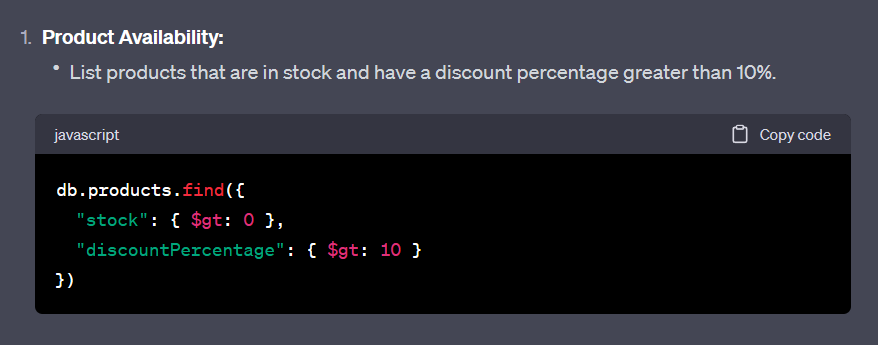 1. Product Availability:
• List products that are in stock and have a discount percentage greater than 10%.
javascript Copy code
db.products.find({
  "stock": { $gt: 0 },
  "discountPercentage": { $gt: 10 }
})